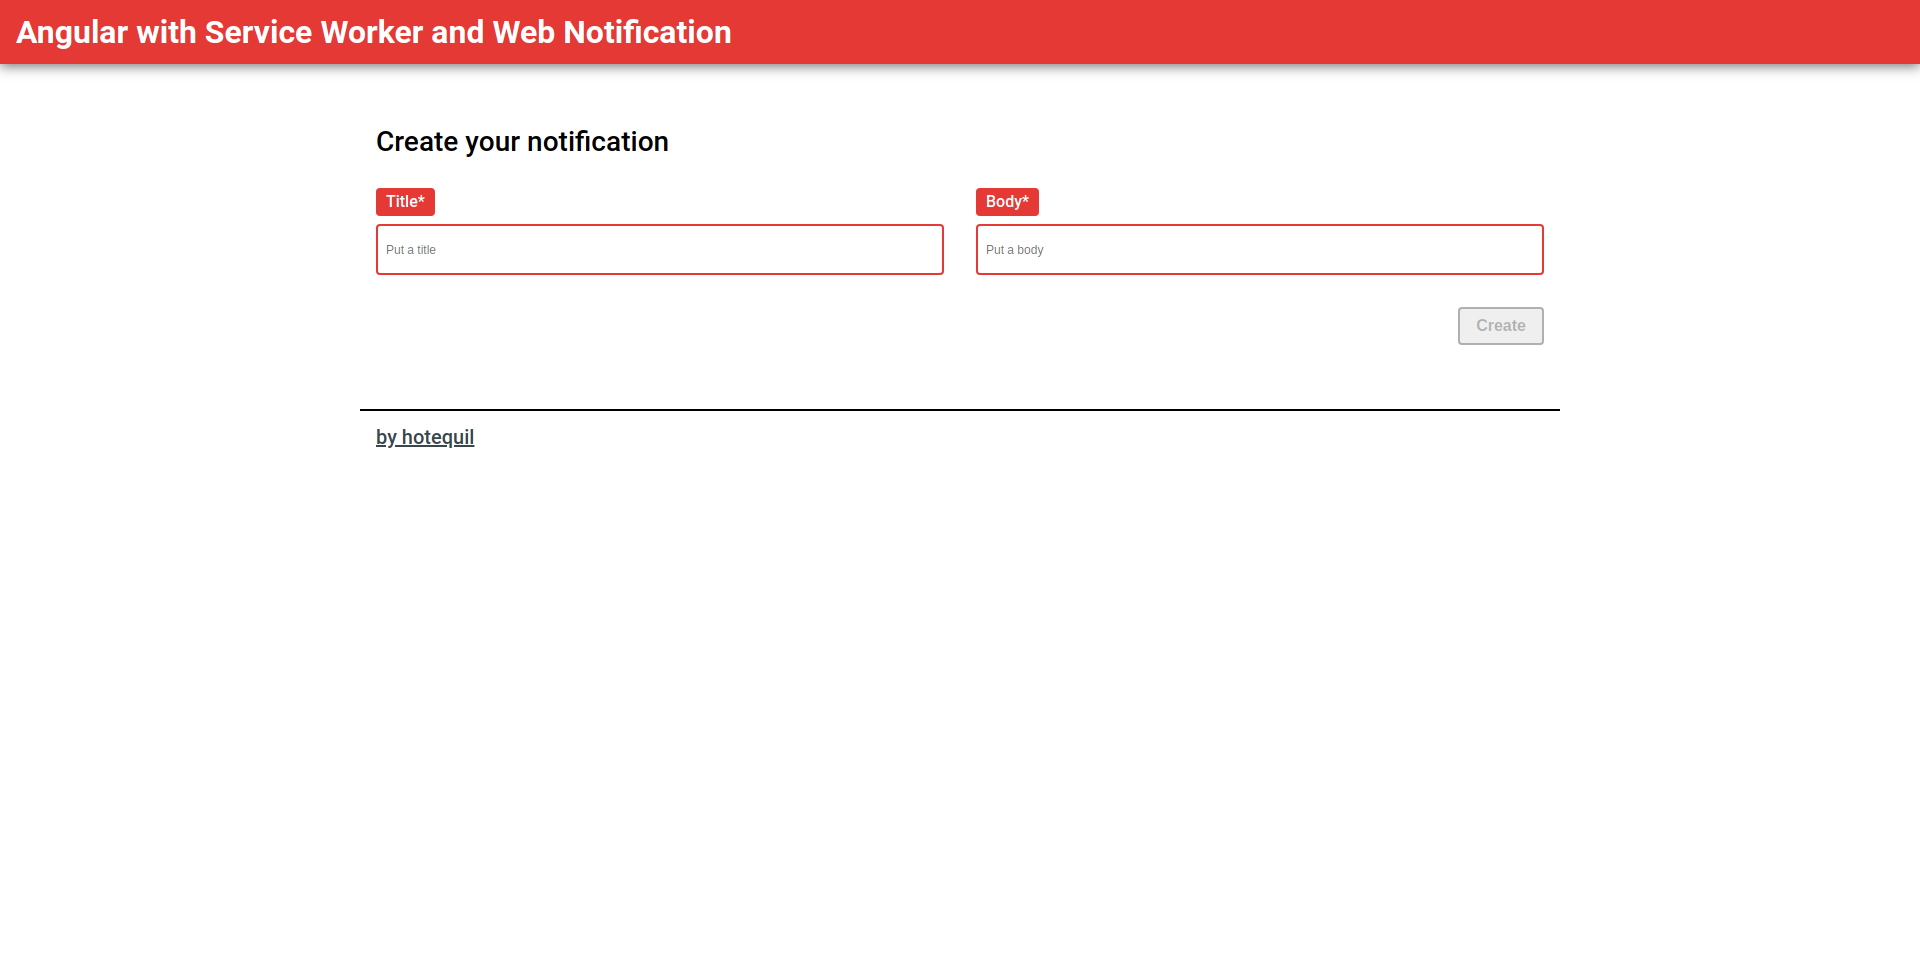 Angular with Service Worker and Web Notification
Create your notification
Title*
Body*
Put a title
Put a body
Create
by hotequil